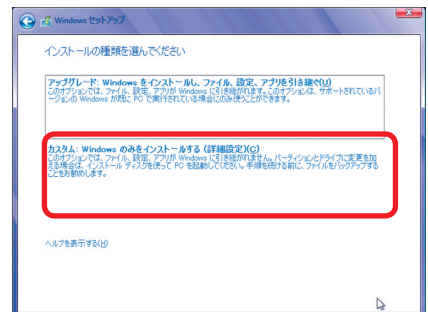 Windows セットアップ
インストールの種類を選んでください
アップグレード: Windows をインストールし、ファイル、設定、アプリを引き継ぐ(U)
このオプションでは、ファイル、設定、アプリが Windows に引き継がれます。このオプションは、サポートされているバ
ージョンの Windows が既に PC で実行されている場合にのみ使うことができます。
カスタム: Windows のみをインストールする (詳細設定)(C)
このオプションでは、ファイル、設定、アプリが Windows に引き継がれません。パーティションとドライブに変更を加
える場合は、インストール ディスクを使って PC を起動してください。手順を続ける前に、ファイルをバックアップする
ことをお勧めします。
ヘルプを表示する(H)